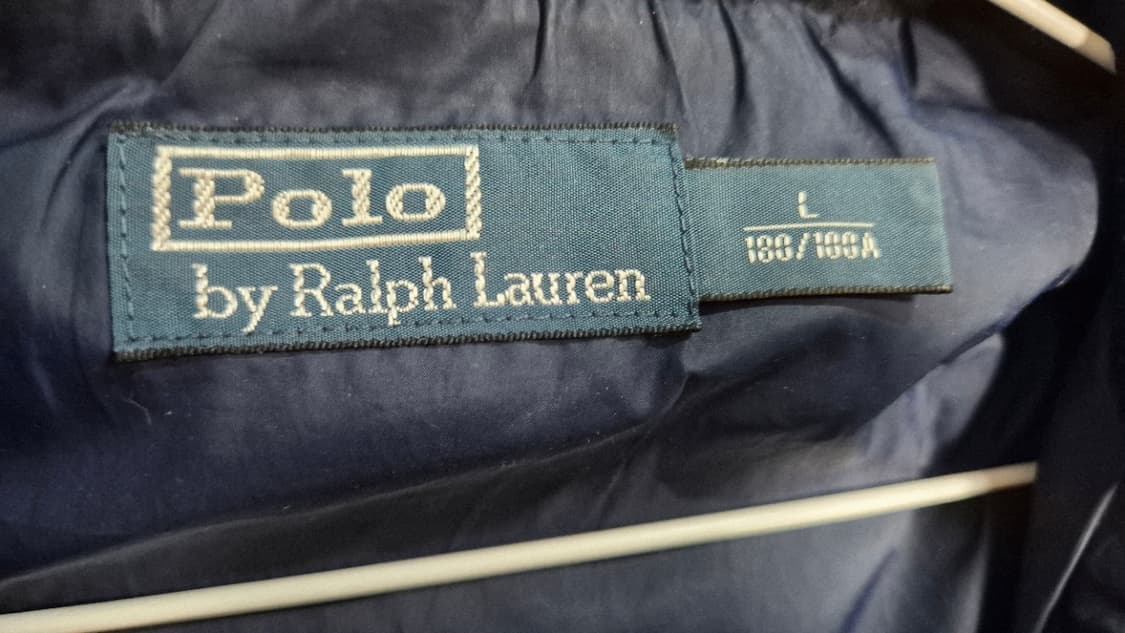 Polo
by Ralph Lauren
L
180/100A